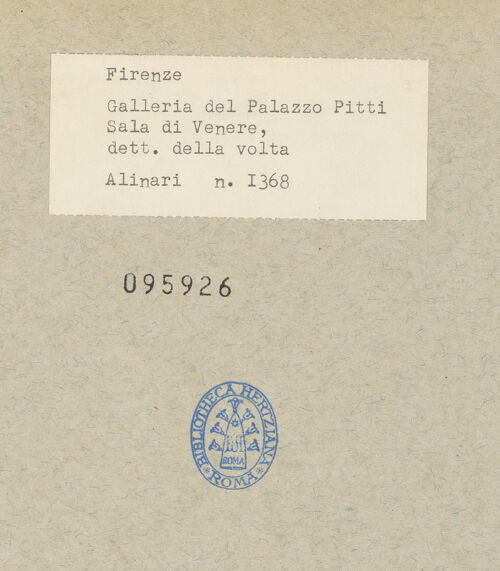 Firenze
Galleria del Palazzo Pitti
Sala di Venere,
dett. della volta
Alinari n. I368
095926
BIBLIOTHECA HERTZIANA
ROMA
ROMA